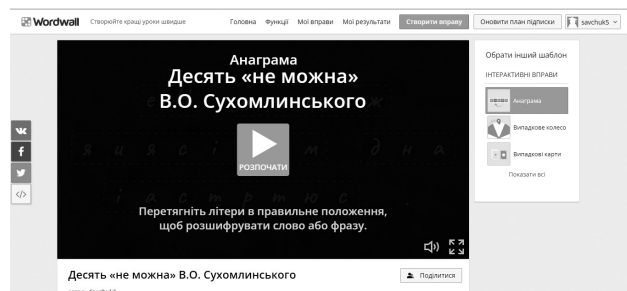 Wordwall
Створюйте кращі уроки швидше
Головна Функції Мої вправи Мої результати Створити вправу Оновити план підписки savchuk5
Анаграма
Десять «не можна»
В.О. Сухомлинського
РОЗПОЧАТИ
Перетягніть літери в правильне положення,
щоб розшифрувати слово або фразу.
Десять «не можна» В.О. Сухомлинського
Поділитися
Обрати інший шаблон
ІНТЕРАКТИВНІ ВПРАВИ
Анаграма
Випадкове колесо
Випадкові карти
Показати всі